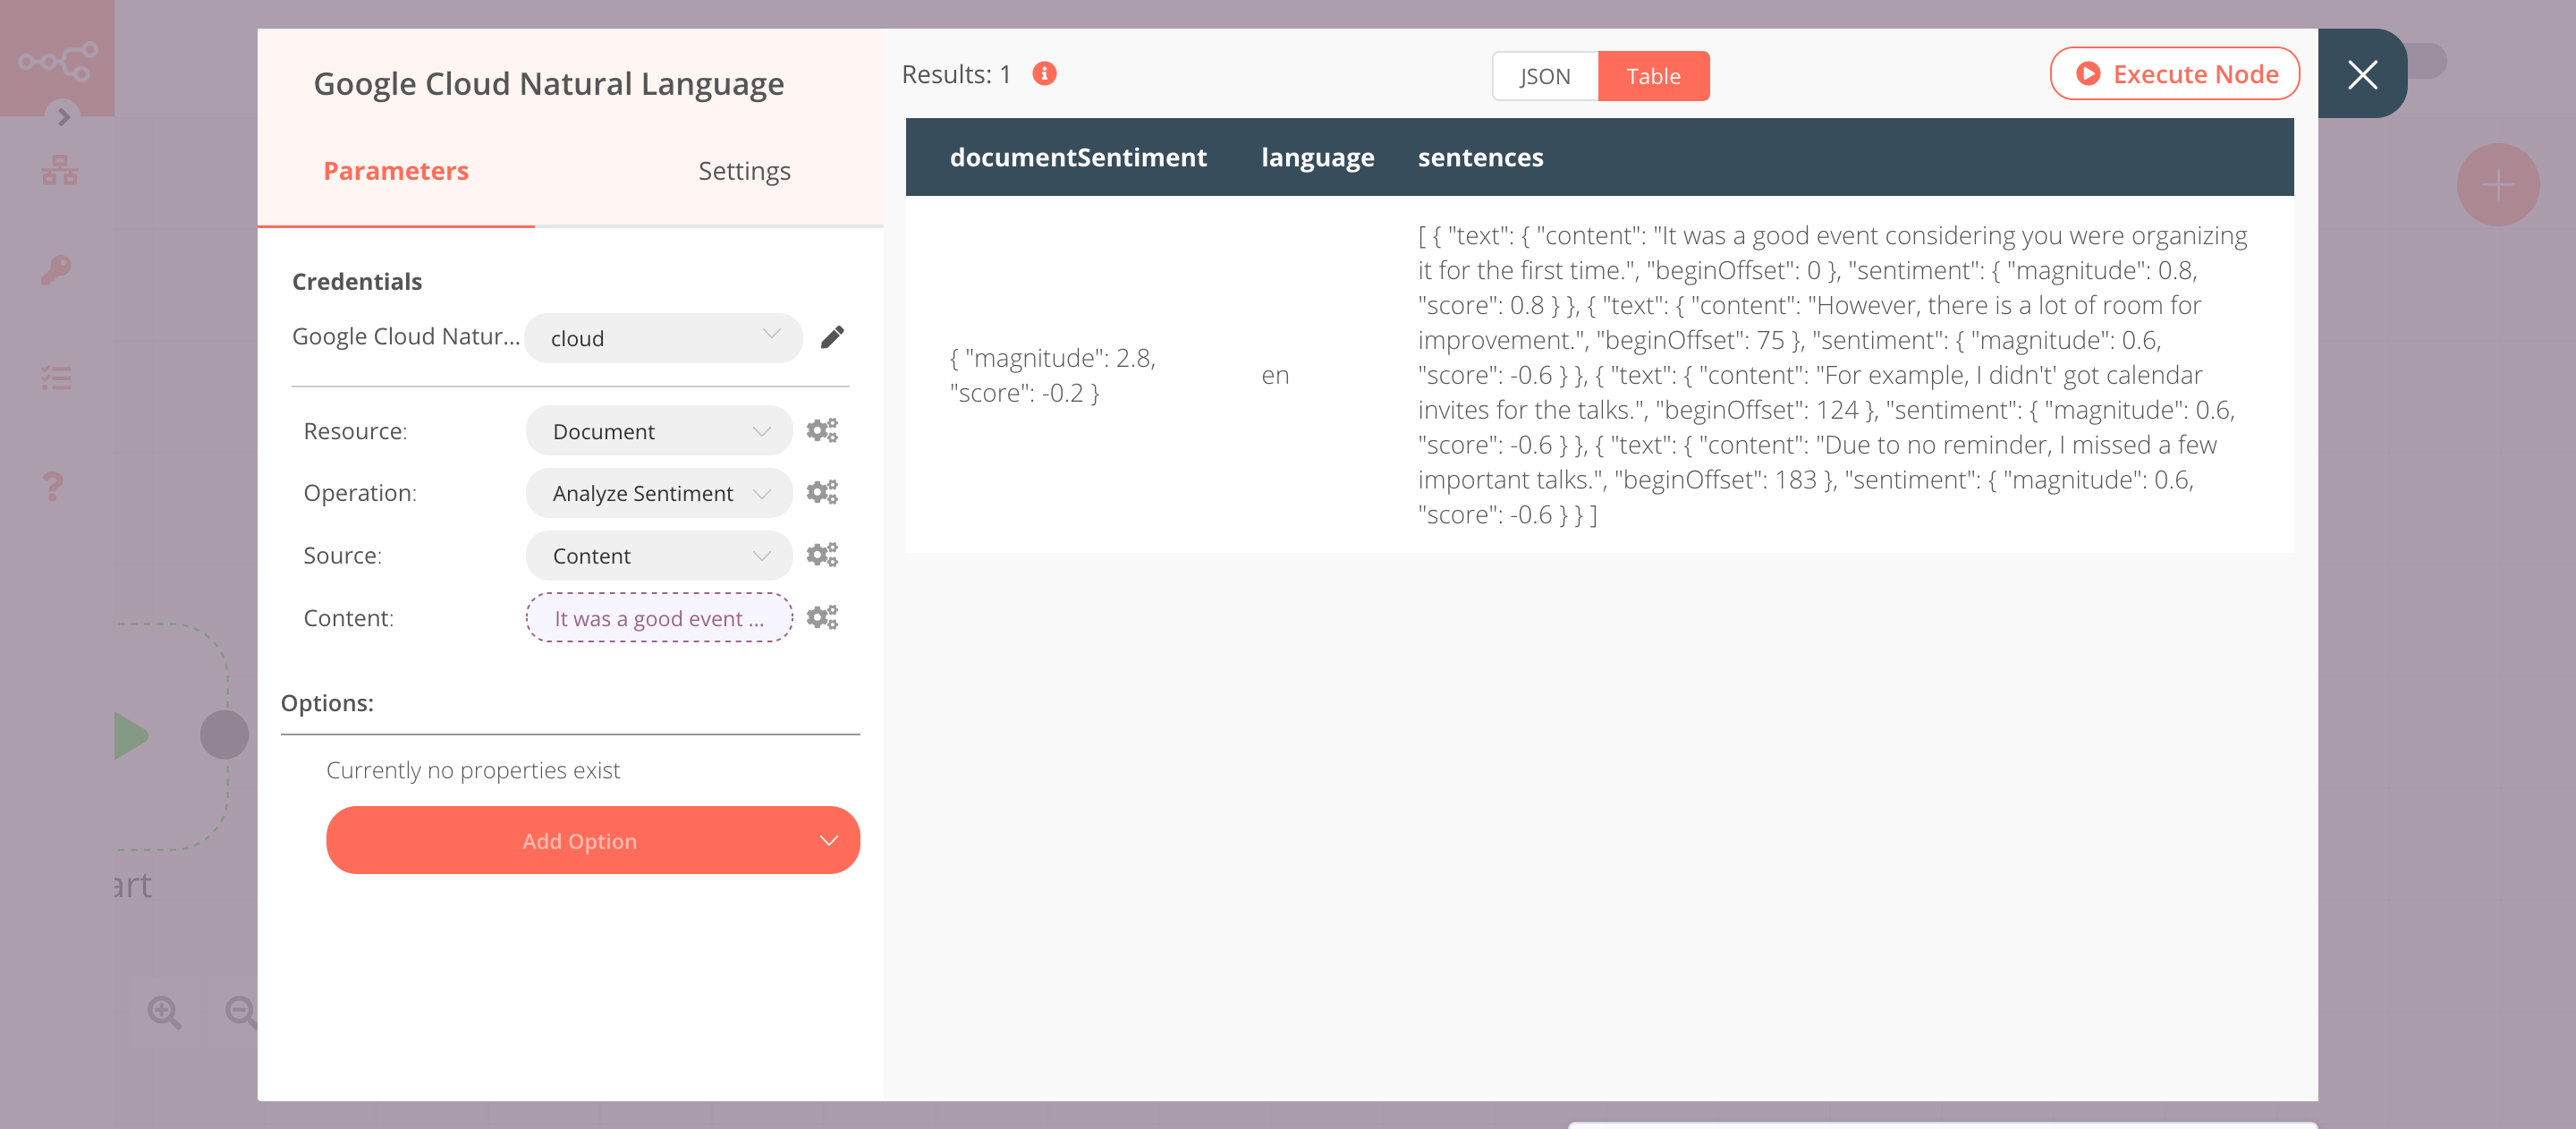 Google Cloud Natural Language
Parameters
Settings
Credentials
Google Cloud Natur...
cloud
Resource:
Document
Operation:
Analyze Sentiment
Source:
Content
Content:
It was a good event ...
Options:
Currently no properties exist
Add Option
Results: 1
JSON
Table
Execute Node
documentSentiment
language
sentences
{ "magnitude": 2.8,
"score": -0.2 }
en
[ { "text": { "content": "It was a good event considering you were organizing
it for the first time.", "beginOffset": 0 }, "sentiment": { "magnitude": 0.8,
"score": 0.8 } }, { "text": { "content": "However, there is a lot of room for
improvement.", "beginOffset": 75 }, "sentiment": { "magnitude": 0.6,
"score": -0.6 } }, { "text": { "content": "For example, I didn't' got calendar
invites for the talks.", "beginOffset": 124 }, "sentiment": { "magnitude": 0.6,
"score": -0.6 } }, { "text": { "content": "Due to no reminder, I missed a few
important talks.", "beginOffset": 183 }, "sentiment": { "magnitude": 0.6,
"score": -0.6 } } ]
art